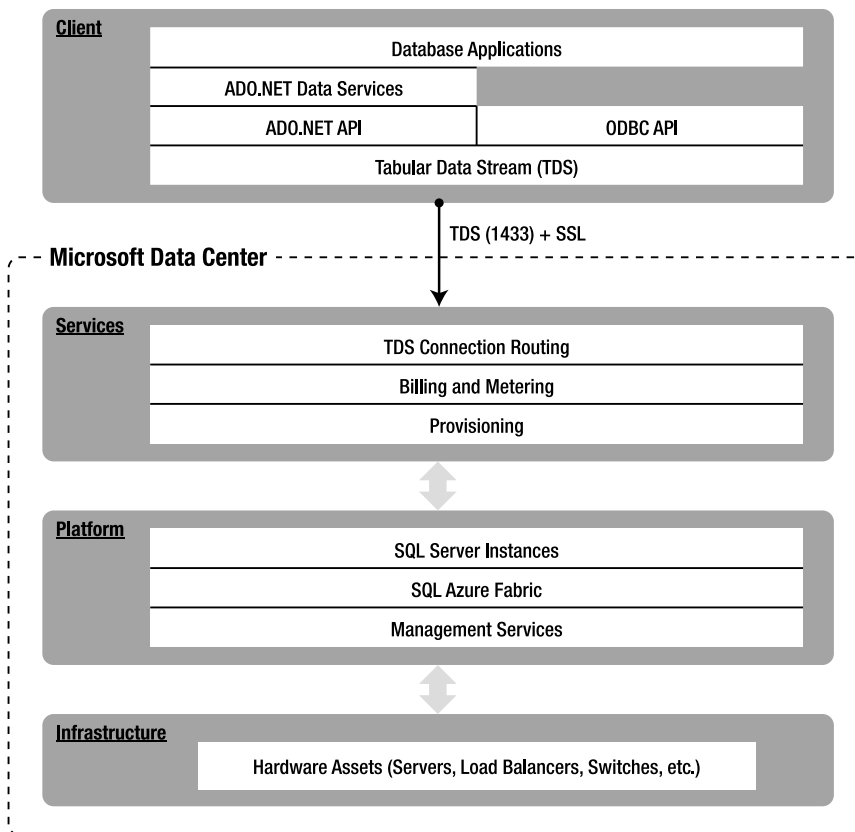 Client
Database Applications
ADO.NET Data Services
ADO.NET API
ODBC API
Tabular Data Stream (TDS)
TDS (1433) + SSL
Microsoft Data Center
Services
TDS Connection Routing
Billing and Metering
Provisioning
Platform
SQL Server Instances
SQL Azure Fabric
Management Services
Infrastructure
Hardware Assets (Servers, Load Balancers, Switches, etc.)